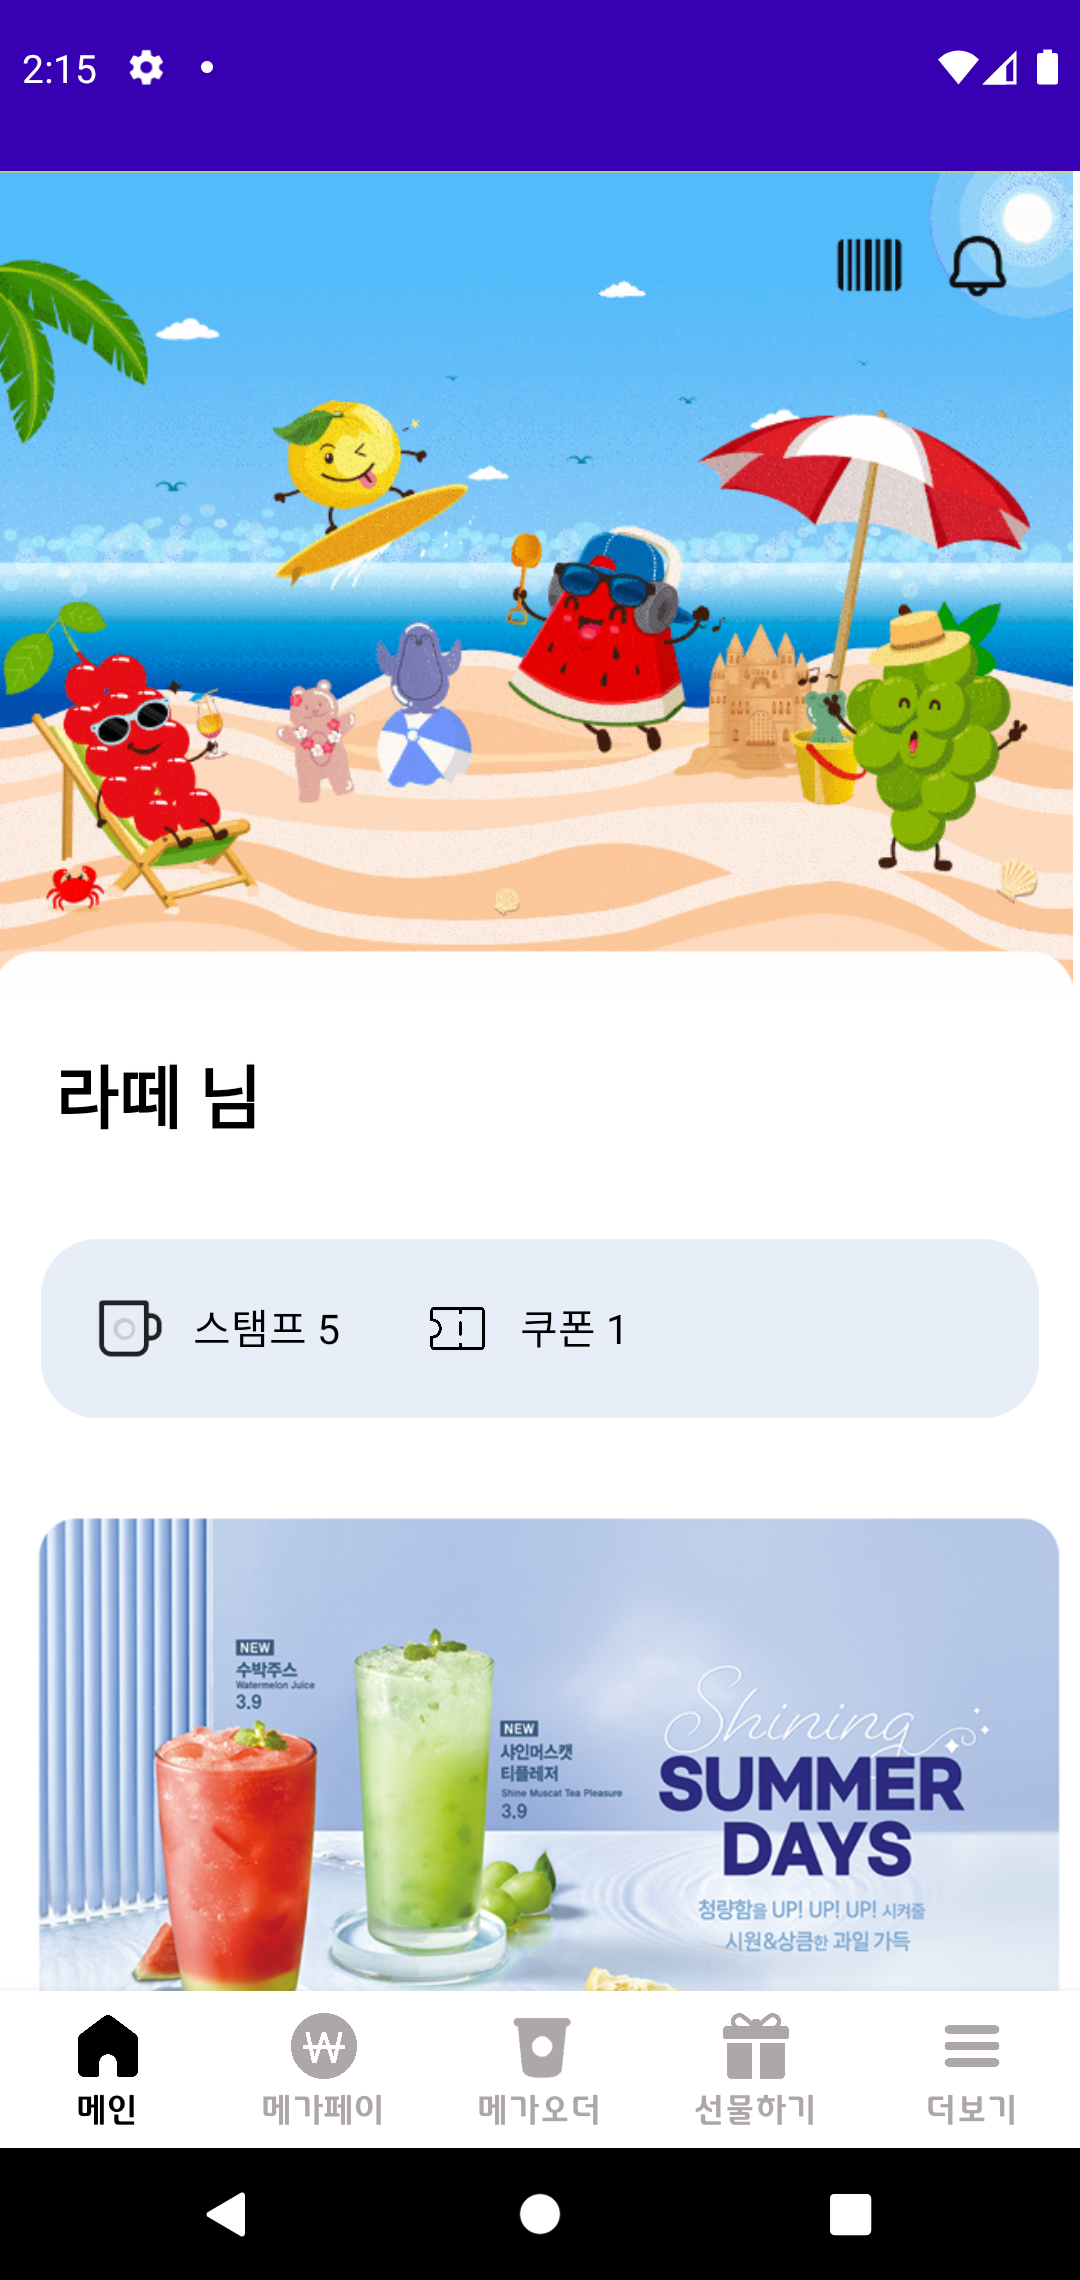 2:15
라떼 님
스탬프 5
쿠폰 1
NEW
수박주스
Watermelon Juice
3.9
NEW
샤인머스캣
티플레저
Shine Muscat Tea Pleasure
3.9
Shining
SUMMER
DAYS
청량함을 UP! UP! UP! 시켜줄
시원&상큼한 과일 가득
메인
메가페이
메가오더
선물하기
더보기